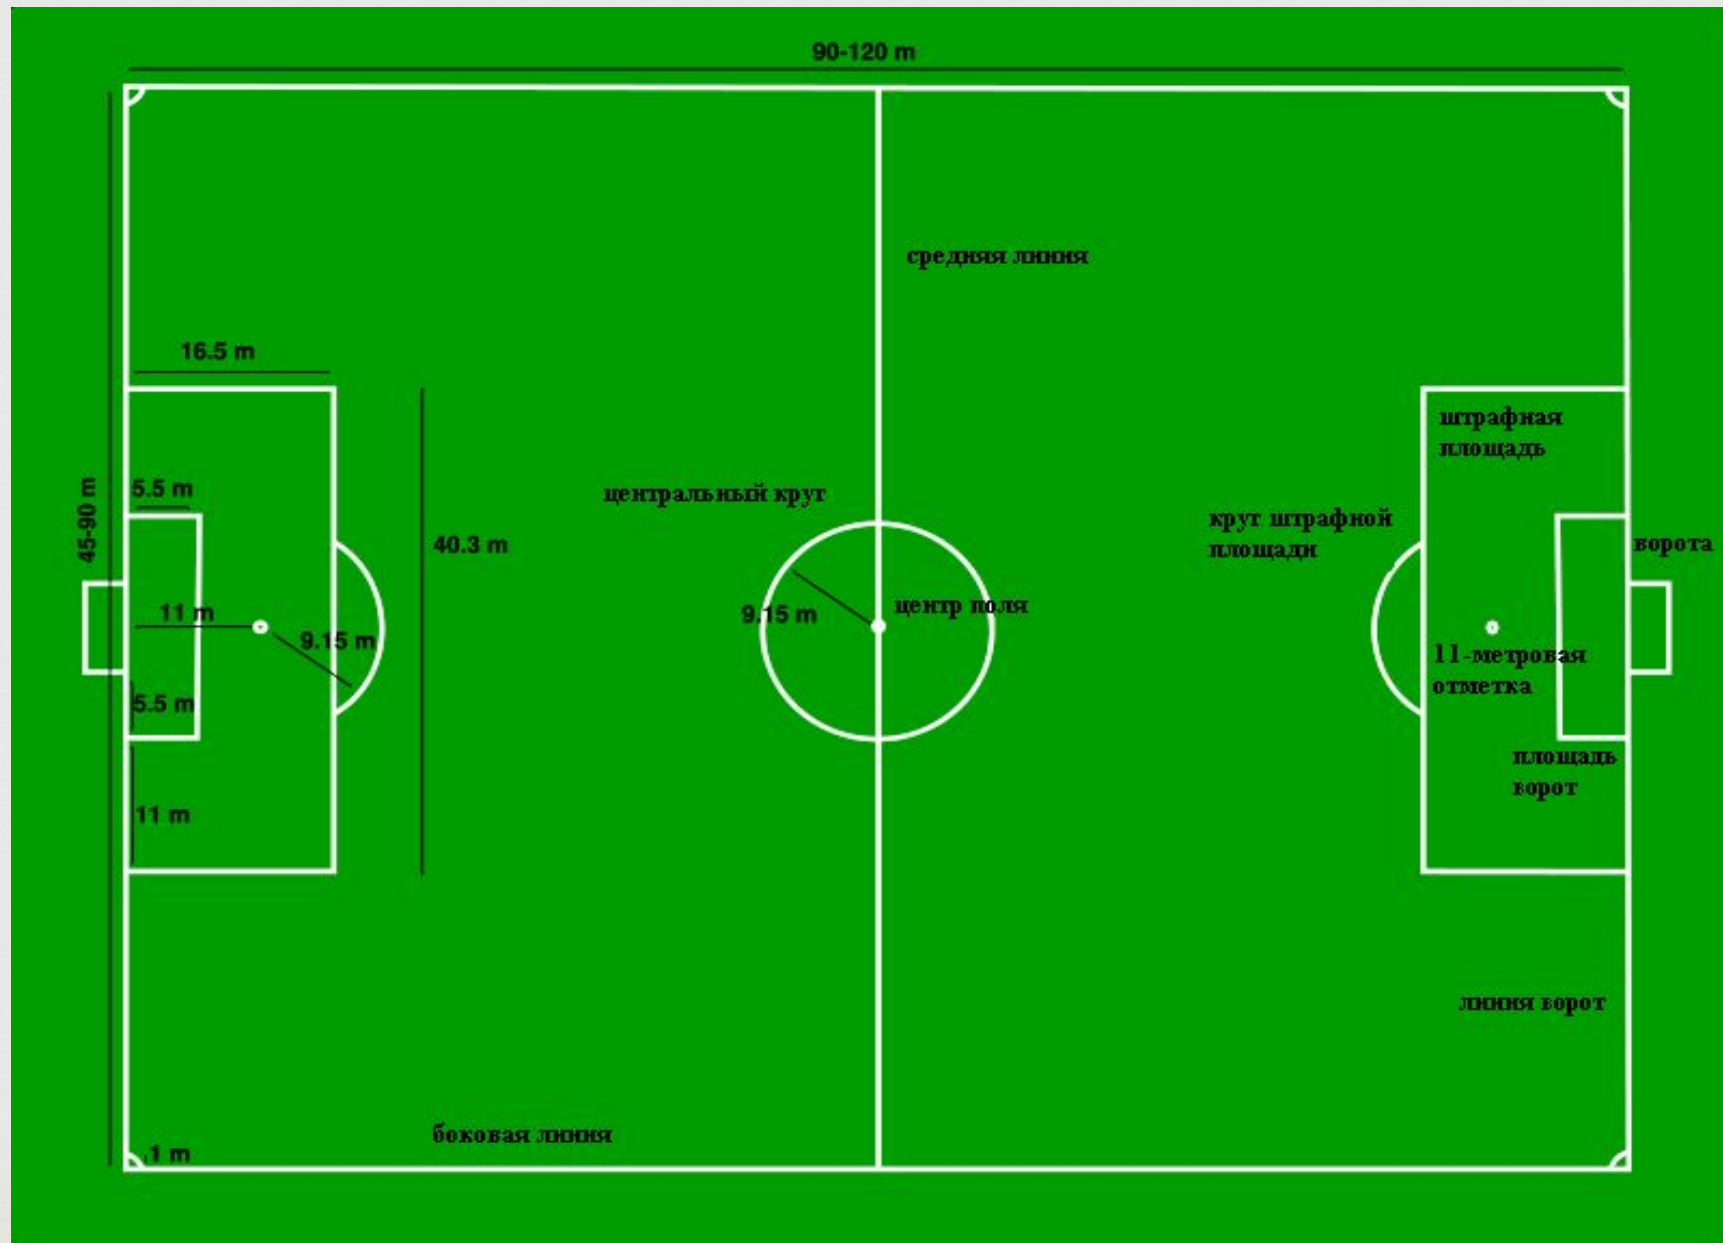 90-120 m
средняя линия
16.5 m
штрафная
площадь
5.5 m
центральный круг
круг штрафной
площади
45-90 m
40.3 m
ворота
11 m
9.15 m
9.15 m
центр поля
11-метровая
отметка
5.5 m
площадь
ворот
11 m
линия ворот
боковая линия
1 m